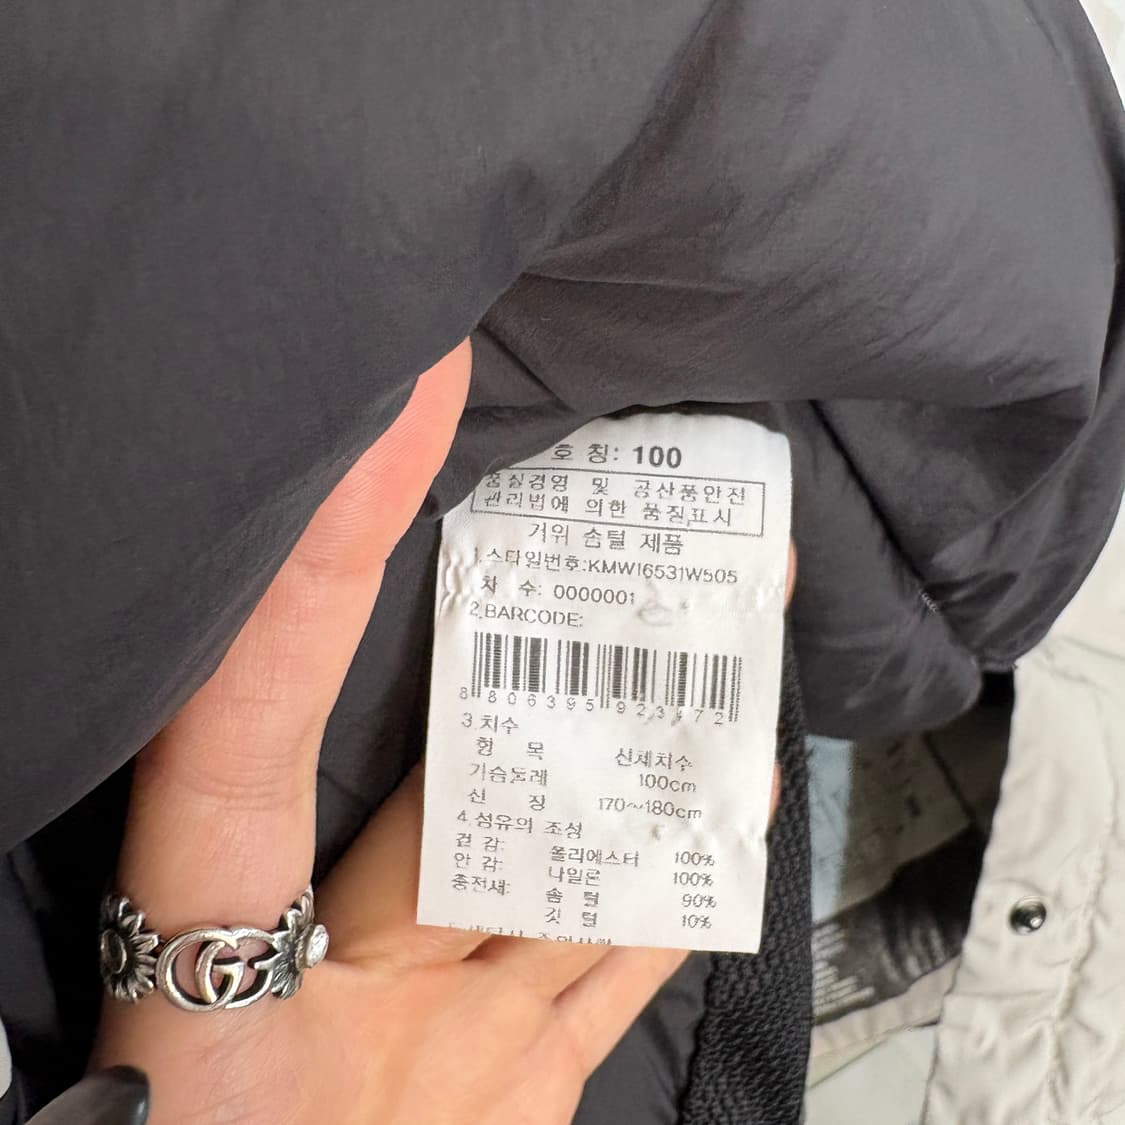 호 칭: 100
품질경영 및 공산품안전
관리법에 의한 품질표시
거위 솜털 제품
1.스타일번호:KMW16531W505
차 수: 0000001
2.BARCODE:
8 806395 923472
3.치수
항 목 신체치수
가슴둘레 100cm
신 장 170~180cm
4.섬유의 조성
겉 감: 폴리에스터 100%
안 감: 나일론 100%
충전재: 솜 털 90%
깃 털 10%
GG